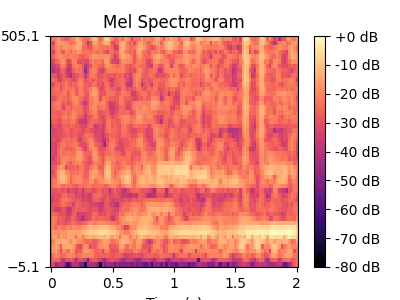 Mel Spectrogram
505.1
-5.1
0
0.5
1
1.5
2
+0 dB
-10 dB
-20 dB
-30 dB
-40 dB
-50 dB
-60 dB
-70 dB
-80 dB